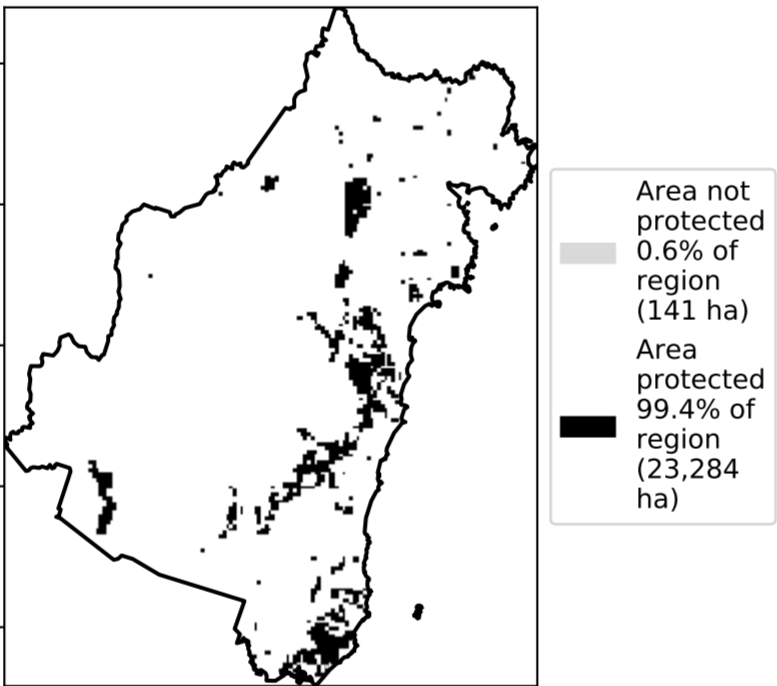 Area not
protected
0.6% of
region
(141 ha)
Area
protected
99.4% of
region
(23,284
ha)